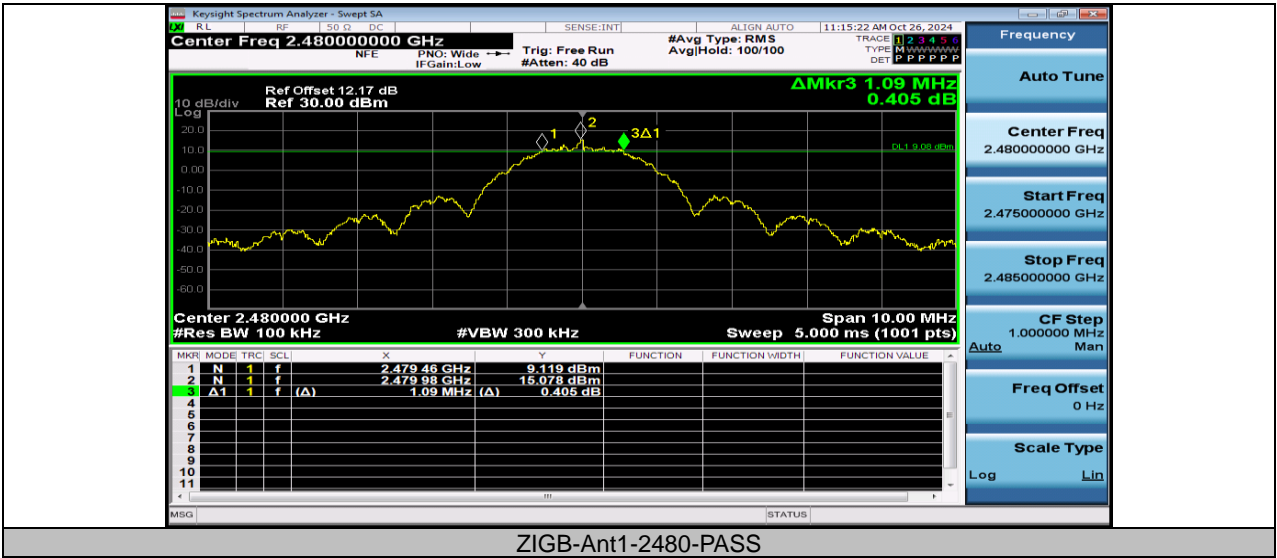 Keysight Spectrum Analyzer - Swept SA
LXI RL RF 50 Ω DC SENSE:INT ALIGN AUTO 11:15:22 AM Oct 26, 2024
Center Freq 2.480000000 GHz
NFE
PNO: Wide
IFGain:Low
Trig: Free Run
#Atten: 40 dB
#Avg Type: RMS
Avg|Hold: 100/100
TRACE 1 2 3 4 5 6
TYPE M WWWWW
DET P P P P P P
ΔMkr3 1.09 MHz
0.405 dB
Ref Offset 12.17 dB
10 dB/div Ref 30.00 dBm
Log
20.0
10.0
0.00
-10.0
-20.0
-30.0
-40.0
-50.0
-60.0
1
2
3Δ1
DL1 9.08 dBm
Center 2.480000 GHz Span 10.00 MHz
#Res BW 100 kHz #VBW 300 kHz Sweep 5.000 ms (1001 pts)
MKR MODE TRC SCL X Y FUNCTION FUNCTION WIDTH FUNCTION VALUE
1 N 1 f 2.479 46 GHz 9.119 dBm
2 N 1 f 2.479 98 GHz 15.078 dBm
3 Δ1 1 f (Δ) 1.09 MHz (Δ) 0.405 dB
4
5
6
7
8
9
10
11
MSG STATUS
Frequency
Auto Tune
Center Freq
2.480000000 GHz
Start Freq
2.475000000 GHz
Stop Freq
2.485000000 GHz
CF Step
1.000000 MHz
Auto Man
Freq Offset
0 Hz
Scale Type
Log Lin
ZIGB-Ant1-2480-PASS